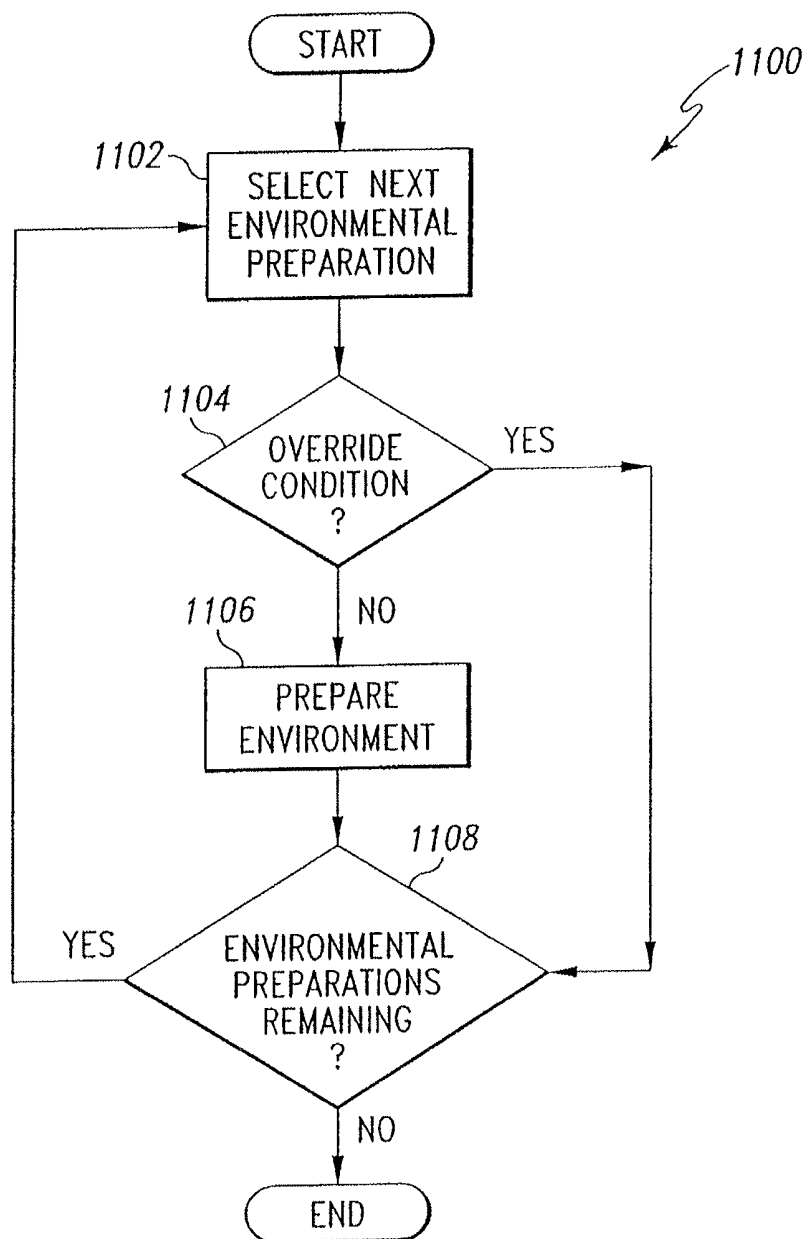 START
1100
1102
SELECT NEXT
ENVIRONMENTAL
PREPARATION
1104
OVERRIDE
CONDITION
?
YES
NO
1106
PREPARE
ENVIRONMENT
1108
YES
ENVIRONMENTAL
PREPARATIONS
REMAINING
?
NO
END